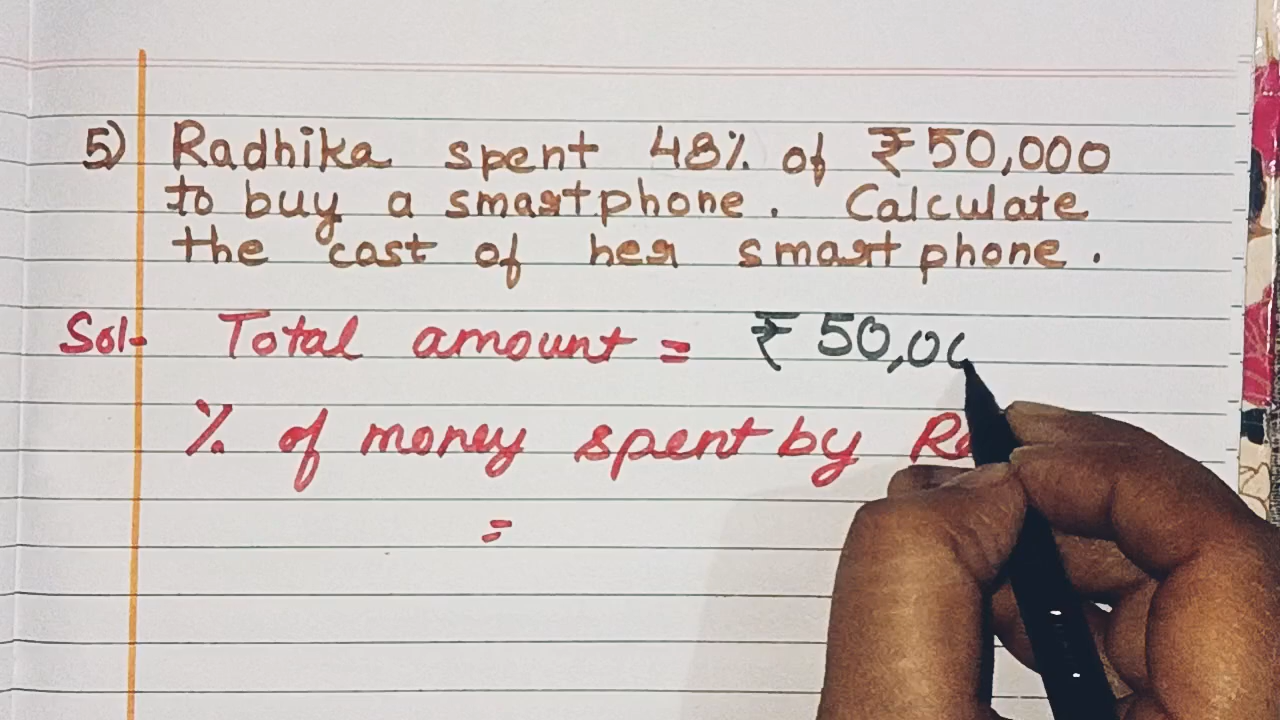 5) Radhika spent 48% of ₹50,000
to buy a smartphone. Calculate
the cost of her smartphone.
Sol- Total amount = ₹ 50,00
% of money spent by
=